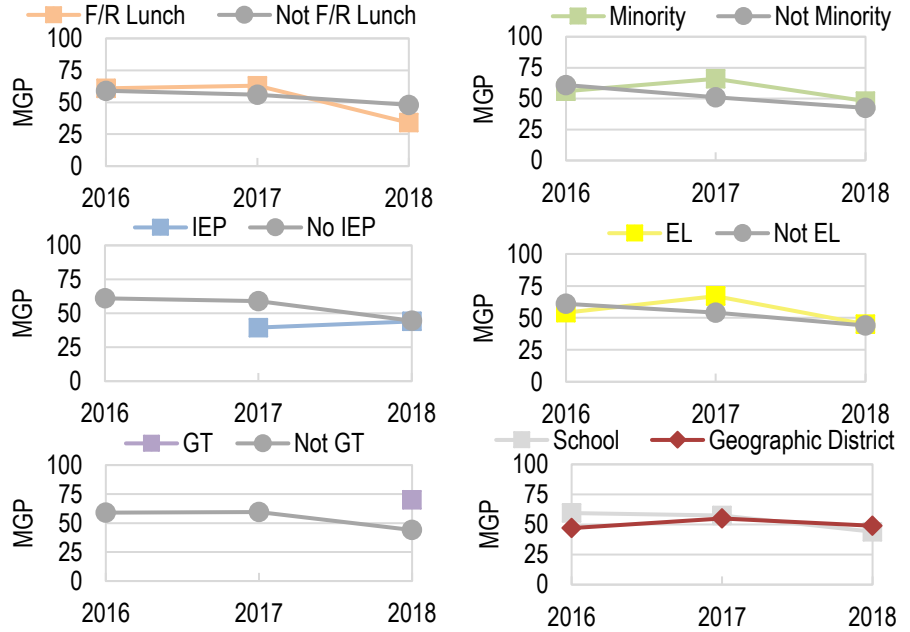 F/R Lunch Not F/R Lunch
100
75
50
25
0
MGP
2016 2017 2018
Minority Not Minority
100
75
50
25
0
MGP
2016 2017 2018
IEP No IEP
100
75
50
25
0
MGP
2016 2017 2018
EL Not EL
100
75
50
25
0
MGP
2016 2017 2018
GT Not GT
100
75
50
25
0
MGP
2016 2017 2018
School Geographic District
100
75
50
25
0
MGP
2016 2017 2018